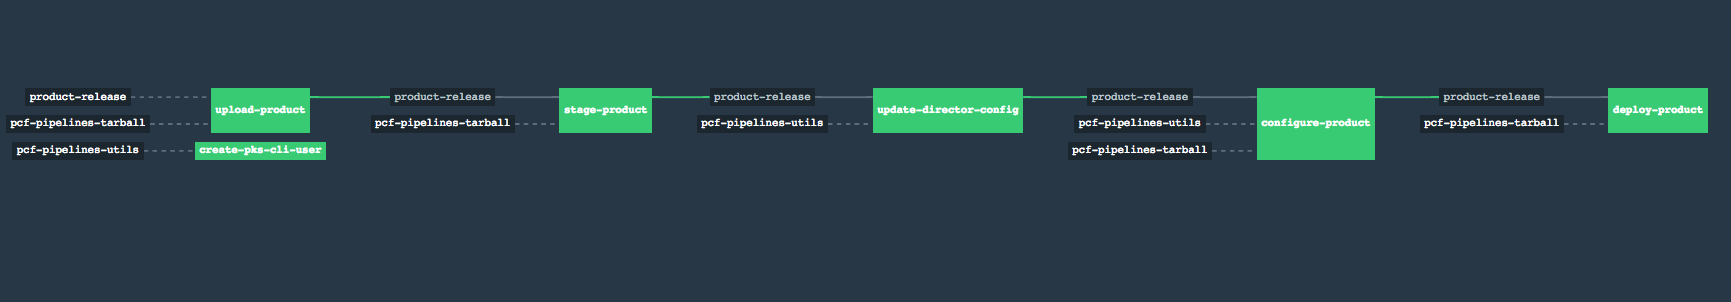 product-release
upload-product
pcf-pipelines-tarball
pcf-pipelines-utils
create-pks-cli-user
product-release
pcf-pipelines-tarball
stage-product
product-release
pcf-pipelines-utils
update-director-config
product-release
pcf-pipelines-utils
pcf-pipelines-tarball
configure-product
product-release
pcf-pipelines-tarball
deploy-product